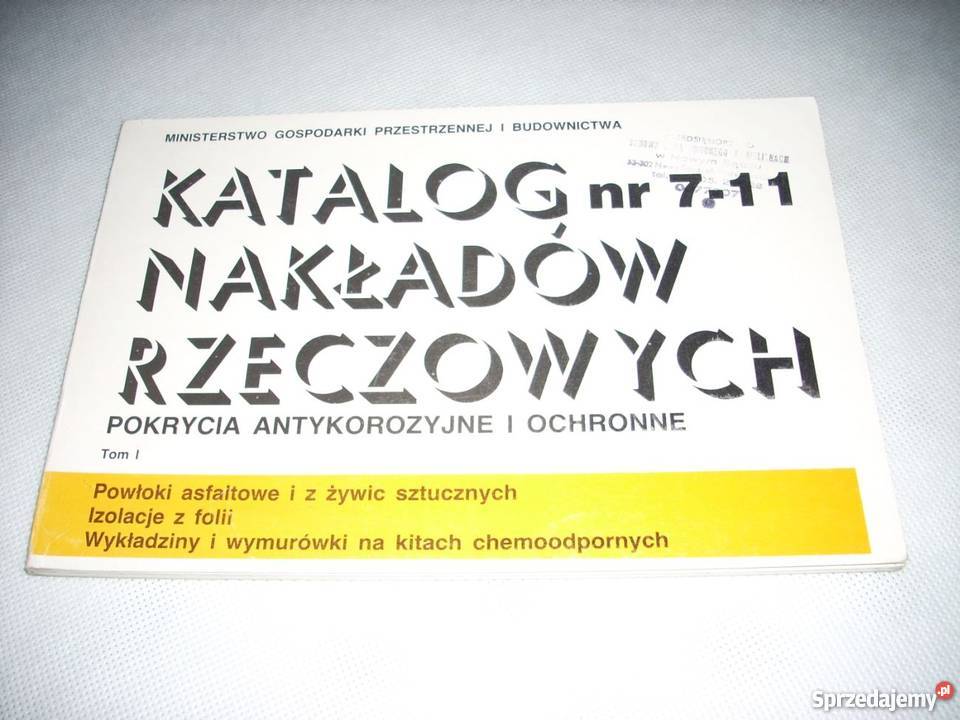 MINISTERSTWO GOSPODARKI PRZESTRZENNEJ I BUDOWNICTWA
KATALOG nr 7-11
NAKŁADÓW
RZECZOWYCH
POKRYCIA ANTYKOROZYJNE I OCHRONNE
Tom I
Powłoki asfaltowe i z żywic sztucznych
Izolacje z folii
Wykładziny i wymurówki na kitach chemoodpornych
Sprzedajemy.pl